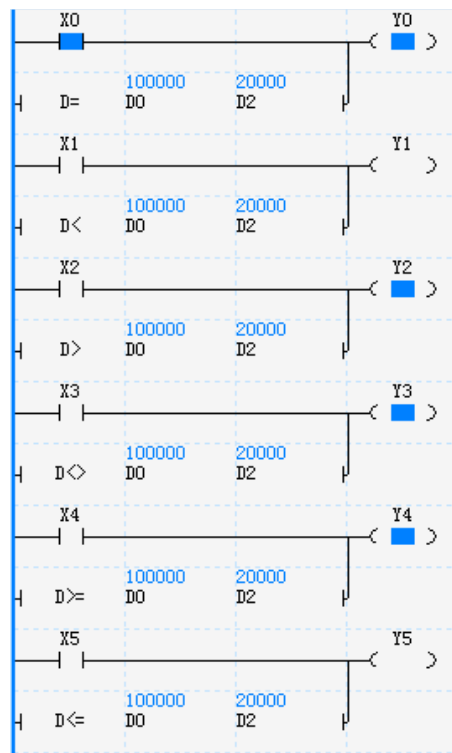 X0 Y0
100000 20000
D= D0 D2
X1 Y1
100000 20000
D< D0 D2
X2 Y2
100000 20000
D> D0 D2
X3 Y3
100000 20000
D<> D0 D2
X4 Y4
100000 20000
D>= D0 D2
X5 Y5
100000 20000
D<= D0 D2